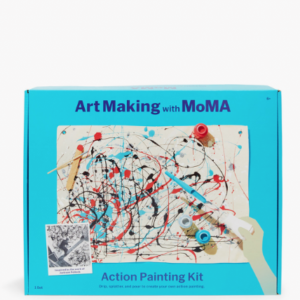 Art Making with MoMA
Action Painting Kit
Drip, splatter, and pour to create your own action painting